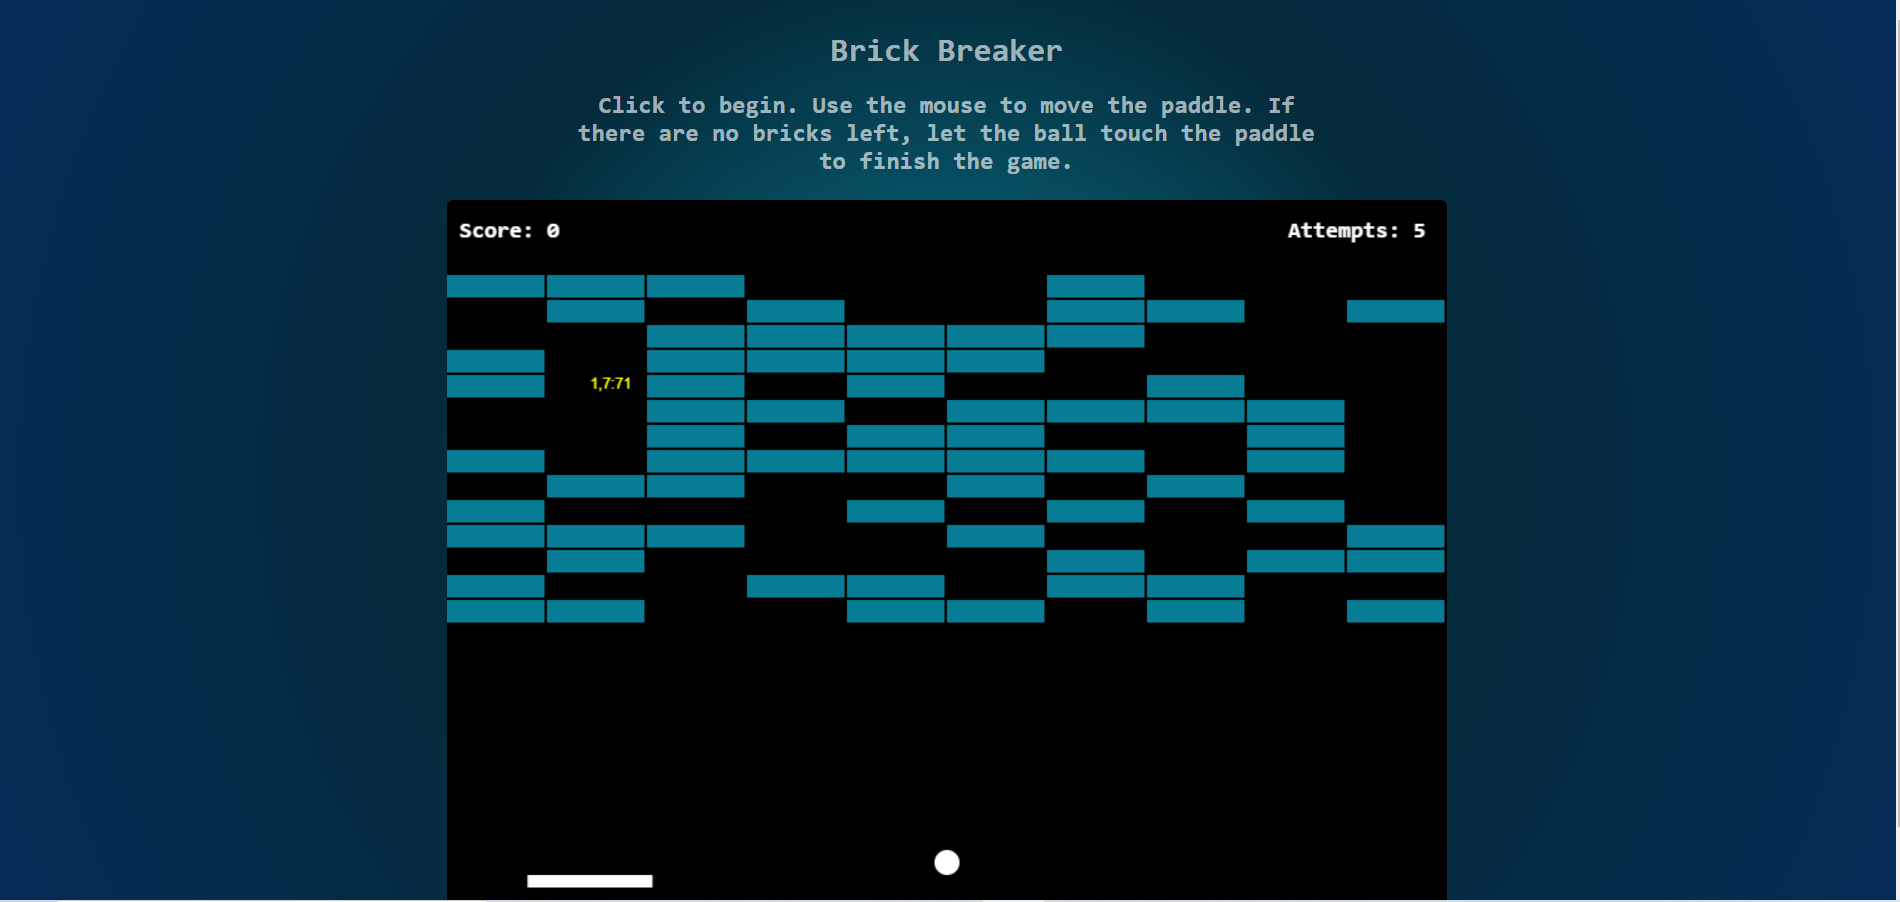 Brick Breaker
Click to begin. Use the mouse to move the paddle. If
there are no bricks left, let the ball touch the paddle
to finish the game.
Score: 0
Attempts: 5
1,7:71